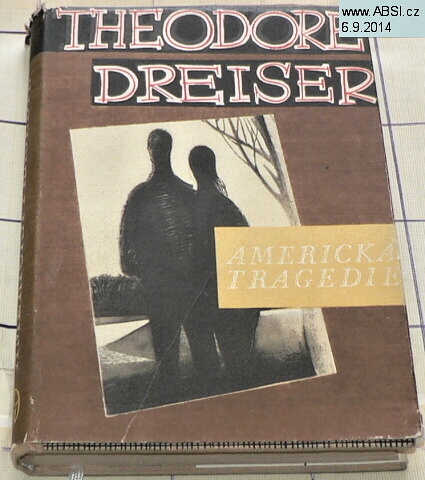 www.ABSI.cz
6.9.2014
THEODORE
DREISER
AMERICKÁ
TRAGEDIE